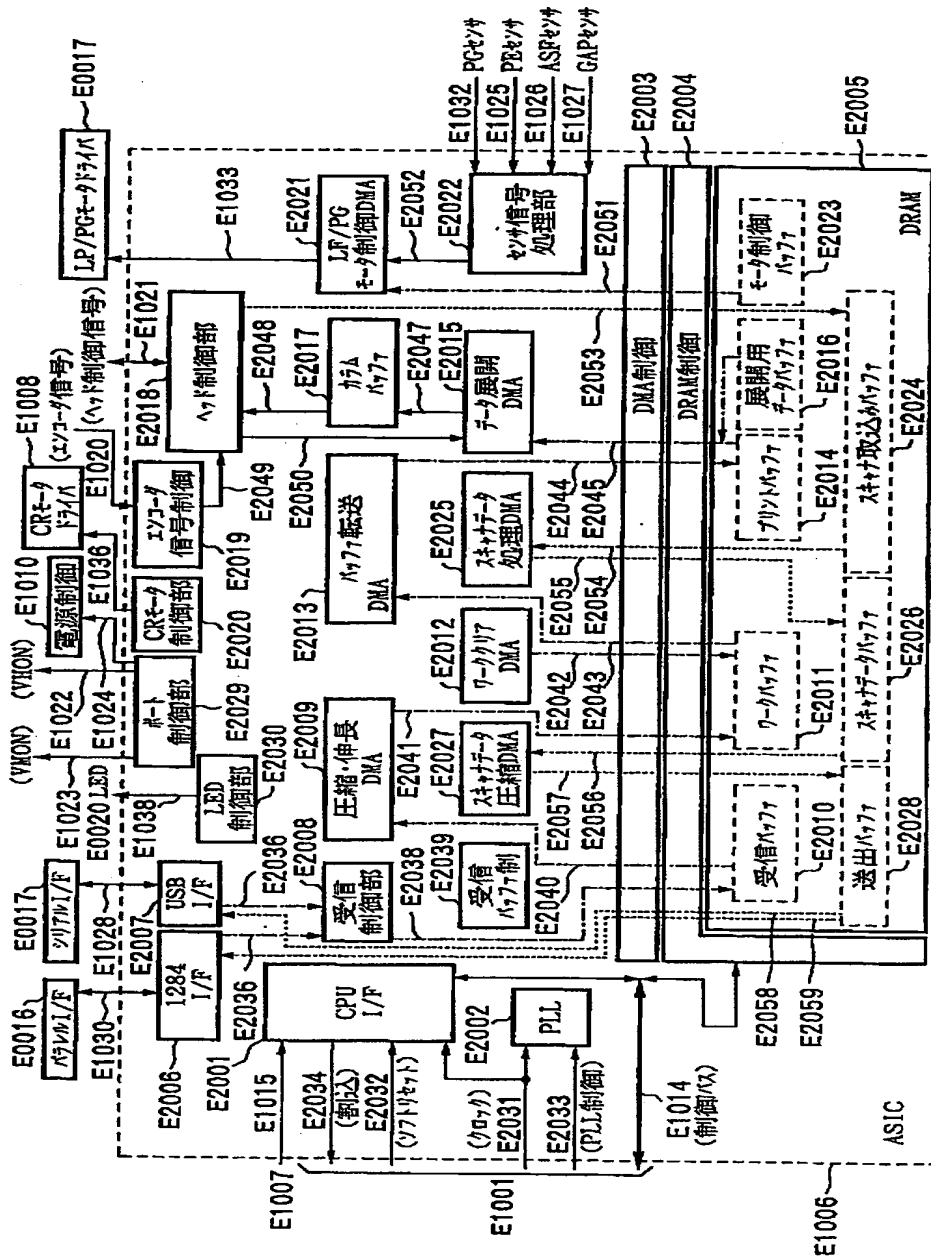 E0016
パラレルI/F
E1030
E0017
シリアルI/F
E1028
E0020 LED
E1038
(VMON)
E1023
(VHON)
E1022
E1024
電源制御
E1010
E1036
CRモータ
ドライバ
E1008
(エンコーダ信号)
E1020
(ヘッド制御信号)
E1021
LP/PGモータドライバ
E0017
E1033
1284
I/F
E2006
USB
I/F
E2007
E2036
E2036
LED
制御部
E2030
ポート
制御部
E2029
CRモータ
制御部
E2020
エンコーダ
信号制御
E2019
E2049
ヘッド制御部
E2018
E2048
E2050
LF/PG
モータ制御DMA
E2021
E2052
センサ信号
処理部
E2022
E1032
PGセンサ
E1025
PEセンサ
E1026
ASFセンサ
E1027
GAPセンサ
E1007
E1015
E2034
(割込)
E2032
(ソフトリセット)
E1001
(クロック)
E2031
E2033
(PLL制御)
E1014
(制御バス)
CPU
I/F
E2001
PLL
E2002
受信
制御部
E2008
E2038
受信
バッファ制
E2039
圧縮・伸長
DMA
E2009
E2041
スキャナデータ
圧縮DMA
E2027
ワーククリア
DMA
E2012
バッファ転送
DMA
E2013
スキャナデータ
処理DMA
E2025
カラム
バッファ
E2017
E2047
データ展開
DMA
E2015
E2040
E2057
E2056
E2042
E2043
E2055
E2054
E2044
E2045
E2053
E2051
DMA制御
E2003
DRAM制御
E2004
E2005
DRAM
受信バッファ
E2010
ワークバッファ
E2011
プリントバッファ
E2014
展開用
データバッファ
E2016
モータ制御
バッファ
E2023
送出バッファ
E2028
スキャナデータバッファ
E2026
スキャナ取込みバッファ
E2024
E2058
E2059
ASIC
E1006